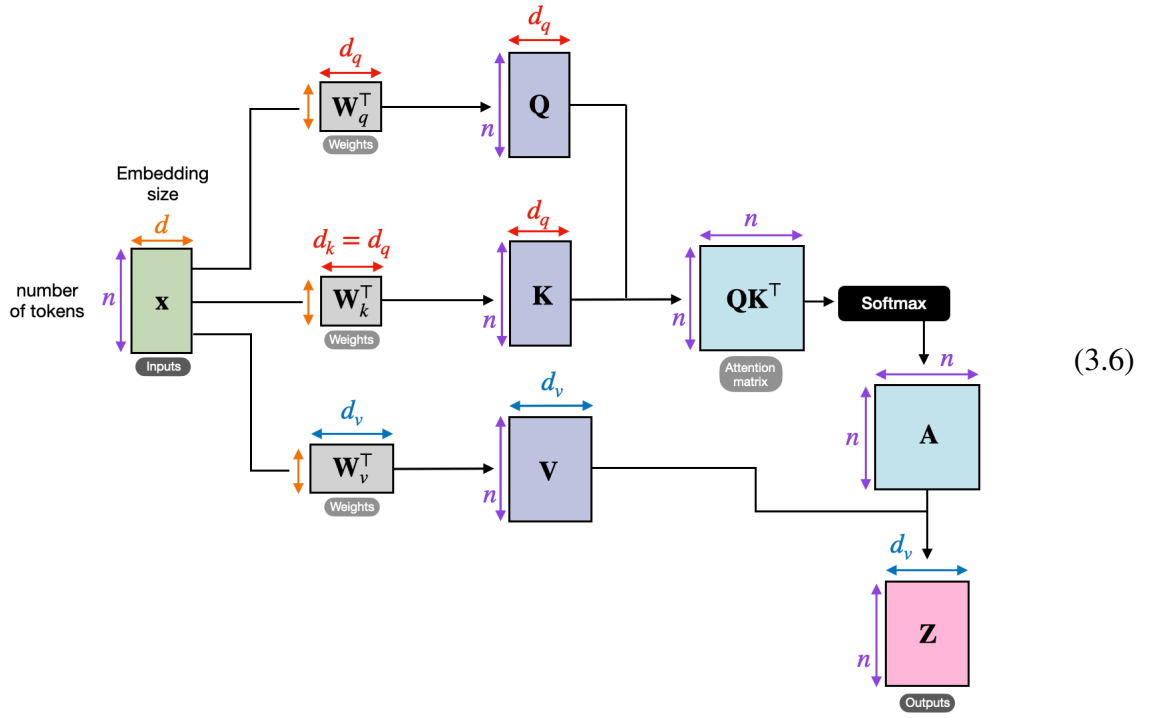 d_q
d_q
W_q^⊤
Q
n
Weights
Embedding
size
d
d_k = d_q
d_q
number
of tokens
n
x
W_k^⊤
n
K
Inputs
Weights
n
n
QK^⊤
Attention
matrix
Softmax
(3.6)
d_v
d_v
W_v^⊤
n
V
Weights
n
n
A
d_v
n
Z
Outputs